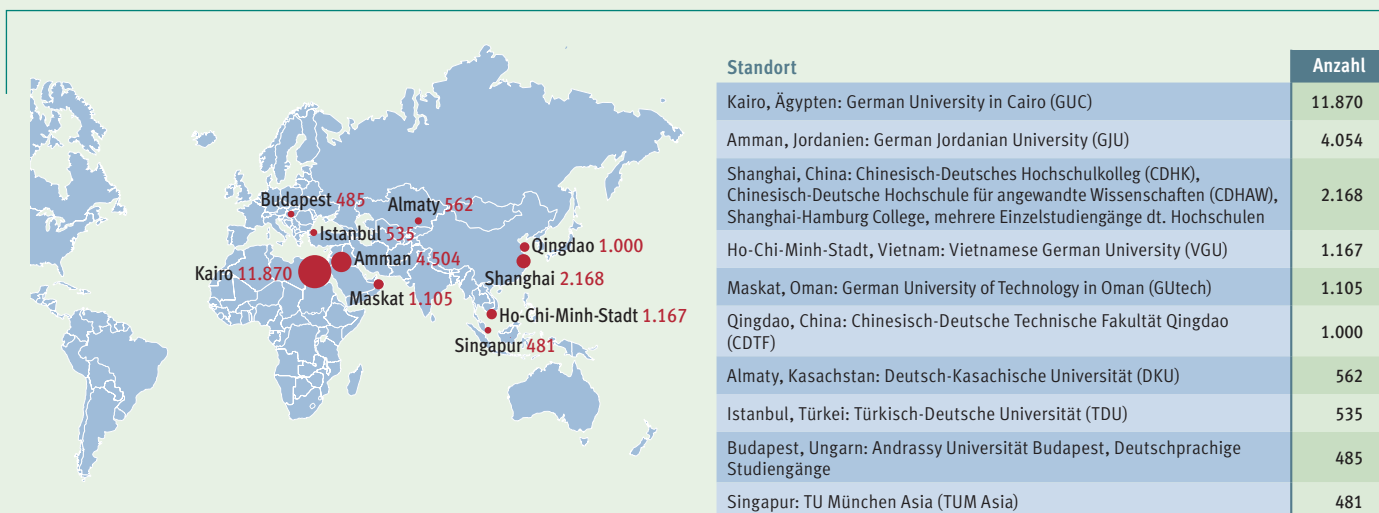 Budapest 485
Almaty 562
Istanbul 535
Qingdao 1.000
Amman 4.504
Kairo 11.870
Shanghai 2.168
Maskat 1.105
Ho-Chi-Minh-Stadt 1.167
Singapur 481
Standort Anzahl
Kairo, Ägypten: German University in Cairo (GUC) 11.870
Amman, Jordanien: German Jordanian University (GJU) 4.054
Shanghai, China: Chinesisch-Deutsches Hochschulkolleg (CDHK),
Chinesisch-Deutsche Hochschule für angewandte Wissenschaften (CDHAW), 2.168
Shanghai-Hamburg College, mehrere Einzelstudiengänge dt. Hochschulen
Ho-Chi-Minh-Stadt, Vietnam: Vietnamese German University (VGU) 1.167
Maskat, Oman: German University of Technology in Oman (GUtech) 1.105
Qingdao, China: Chinesisch-Deutsche Technische Fakultät Qingdao
(CDTF) 1.000
Almaty, Kasachstan: Deutsch-Kasachische Universität (DKU) 562
Istanbul, Türkei: Türkisch-Deutsche Universität (TDU) 535
Budapest, Ungarn: Andrassy Universität Budapest, Deutschprachige
Studiengänge 485
Singapur: TU München Asia (TUM Asia) 481